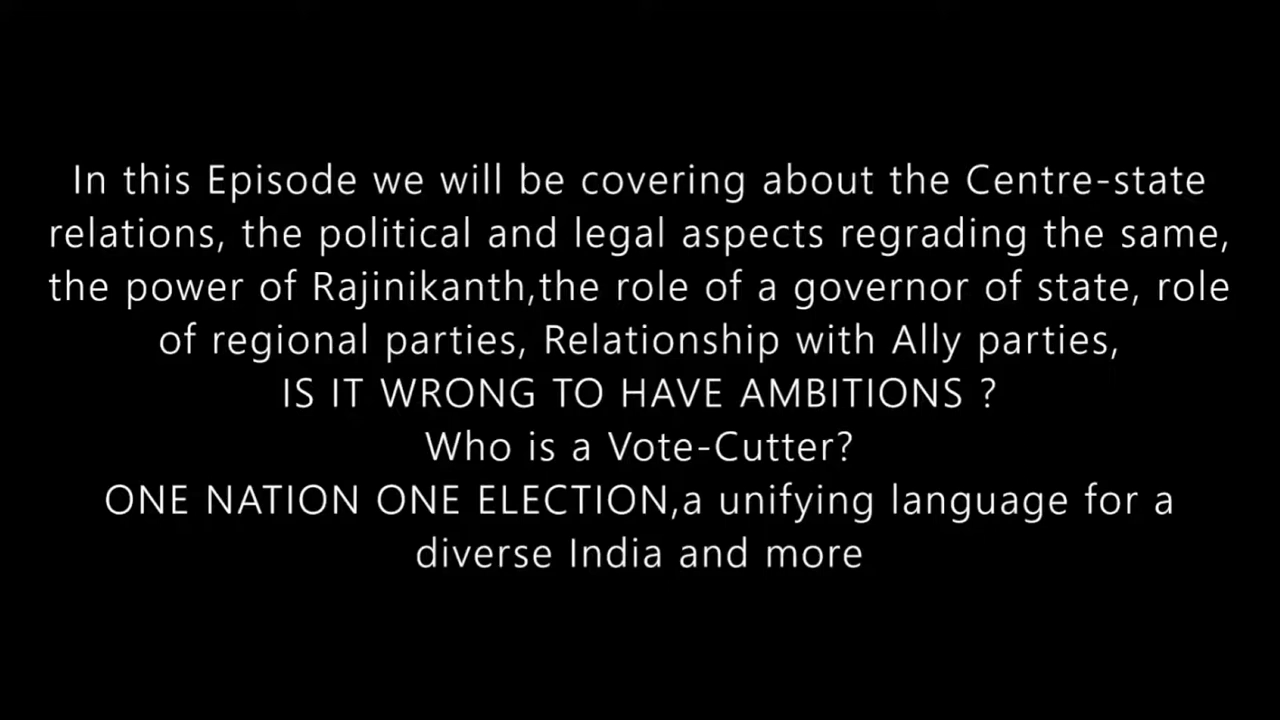 In this Episode we will be covering about the Centre-state
relations, the political and legal aspects regrading the same,
the power of Rajinikanth,the role of a governor of state, role
of regional parties, Relationship with Ally parties,
IS IT WRONG TO HAVE AMBITIONS ?
Who is a Vote-Cutter?
ONE NATION ONE ELECTION,a unifying language for a
diverse India and more